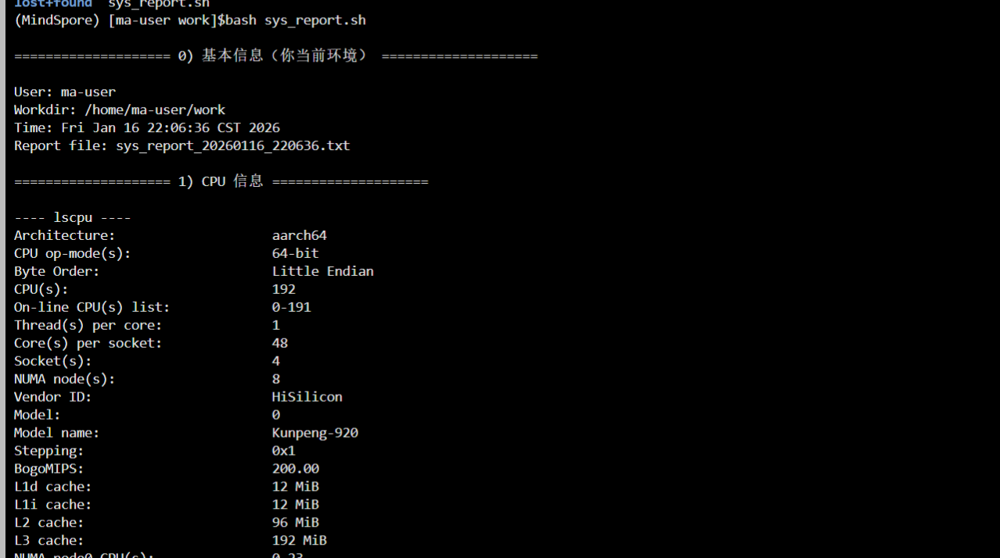 lost+found  sys_report.sh
(MindSpore) [ma-user work]$bash sys_report.sh
==================== 0) 基本信息（你当前环境） ====================
User: ma-user
Workdir: /home/ma-user/work
Time: Fri Jan 16 22:06:36 CST 2026
Report file: sys_report_20260116_220636.txt
==================== 1) CPU 信息 ====================
---- lscpu ----
Architecture:                    aarch64
CPU op-mode(s):                  64-bit
Byte Order:                      Little Endian
CPU(s):                          192
On-line CPU(s) list:             0-191
Thread(s) per core:              1
Core(s) per socket:              48
Socket(s):                       4
NUMA node(s):                    8
Vendor ID:                       HiSilicon
Model:                           0
Model name:                      Kunpeng-920
Stepping:                        0x1
BogoMIPS:                        200.00
L1d cache:                       12 MiB
L1i cache:                       12 MiB
L2 cache:                        96 MiB
L3 cache:                        192 MiB
NUMA node0 CPU(s):               0-23